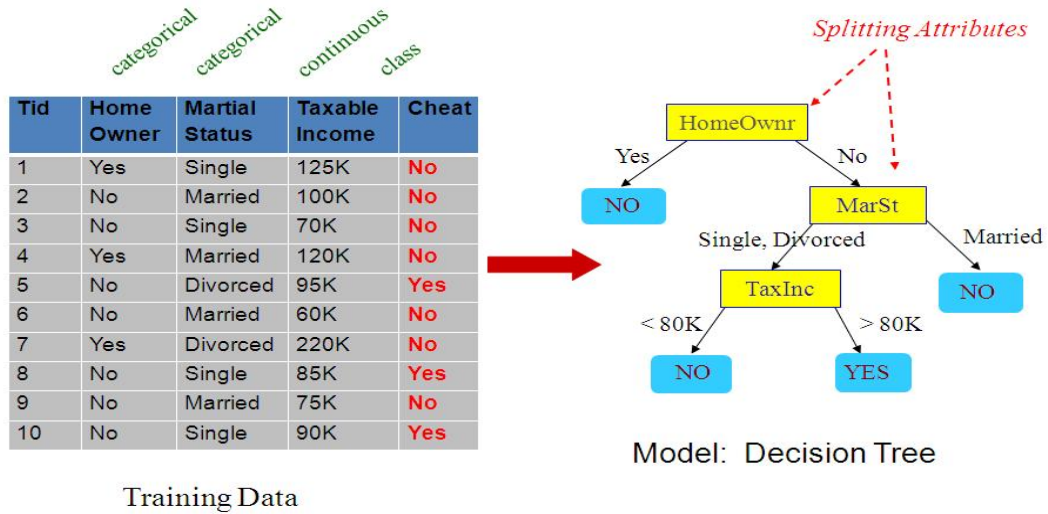 categorical categorical continuous class
Tid Home Owner Martial Status Taxable Income Cheat
1 Yes Single 125K No
2 No Married 100K No
3 No Single 70K No
4 Yes Married 120K No
5 No Divorced 95K Yes
6 No Married 60K No
7 Yes Divorced 220K No
8 No Single 85K Yes
9 No Married 75K No
10 No Single 90K Yes
Training Data
Splitting Attributes
HomeOwnr
Yes No
NO MarSt
Single, Divorced Married
TaxInc NO
< 80K > 80K
NO YES
Model: Decision Tree